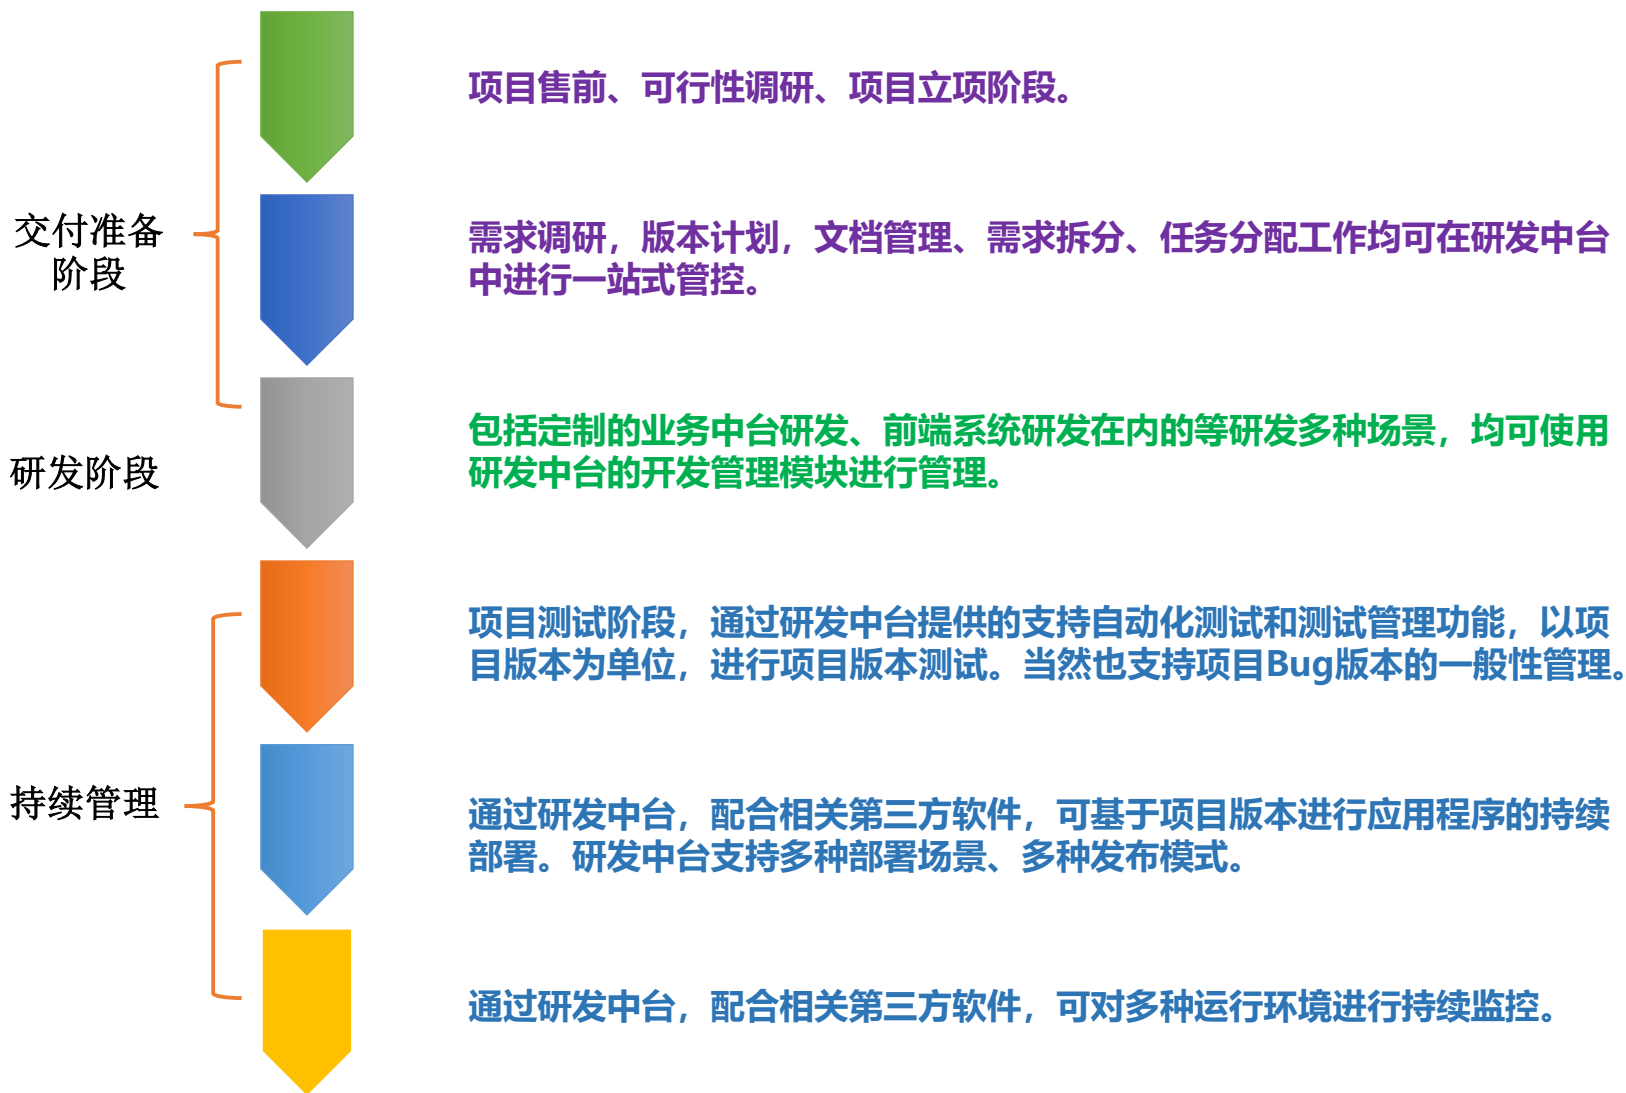 项目售前、可行性调研、项目立项阶段。
交付准备
阶段
需求调研，版本计划，文档管理、需求拆分、任务分配工作均可在研发中台
中进行一站式管控。
研发阶段
包括定制的业务中台研发、前端系统研发在内的等研发多种场景，均可使用
研发中台的开发管理模块进行管理。
项目测试阶段，通过研发中台提供的支持自动化测试和测试管理功能，以项
目版本为单位，进行项目版本测试。当然也支持项目Bug版本的一般性管理。
持续管理
通过研发中台，配合相关第三方软件，可基于项目版本进行应用程序的持续
部署。研发中台支持多种部署场景、多种发布模式。
通过研发中台，配合相关第三方软件，可对多种运行环境进行持续监控。